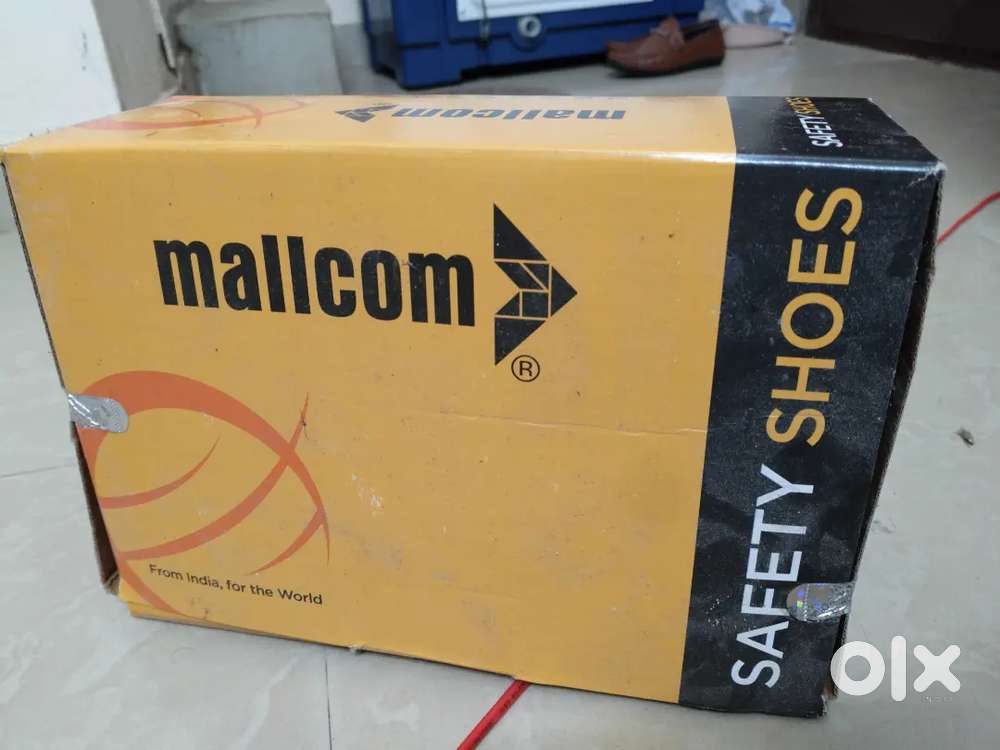 mallcom
SAFETY SHOES
mallcom
®
SAFETY SHOES
From India, for the World
olx